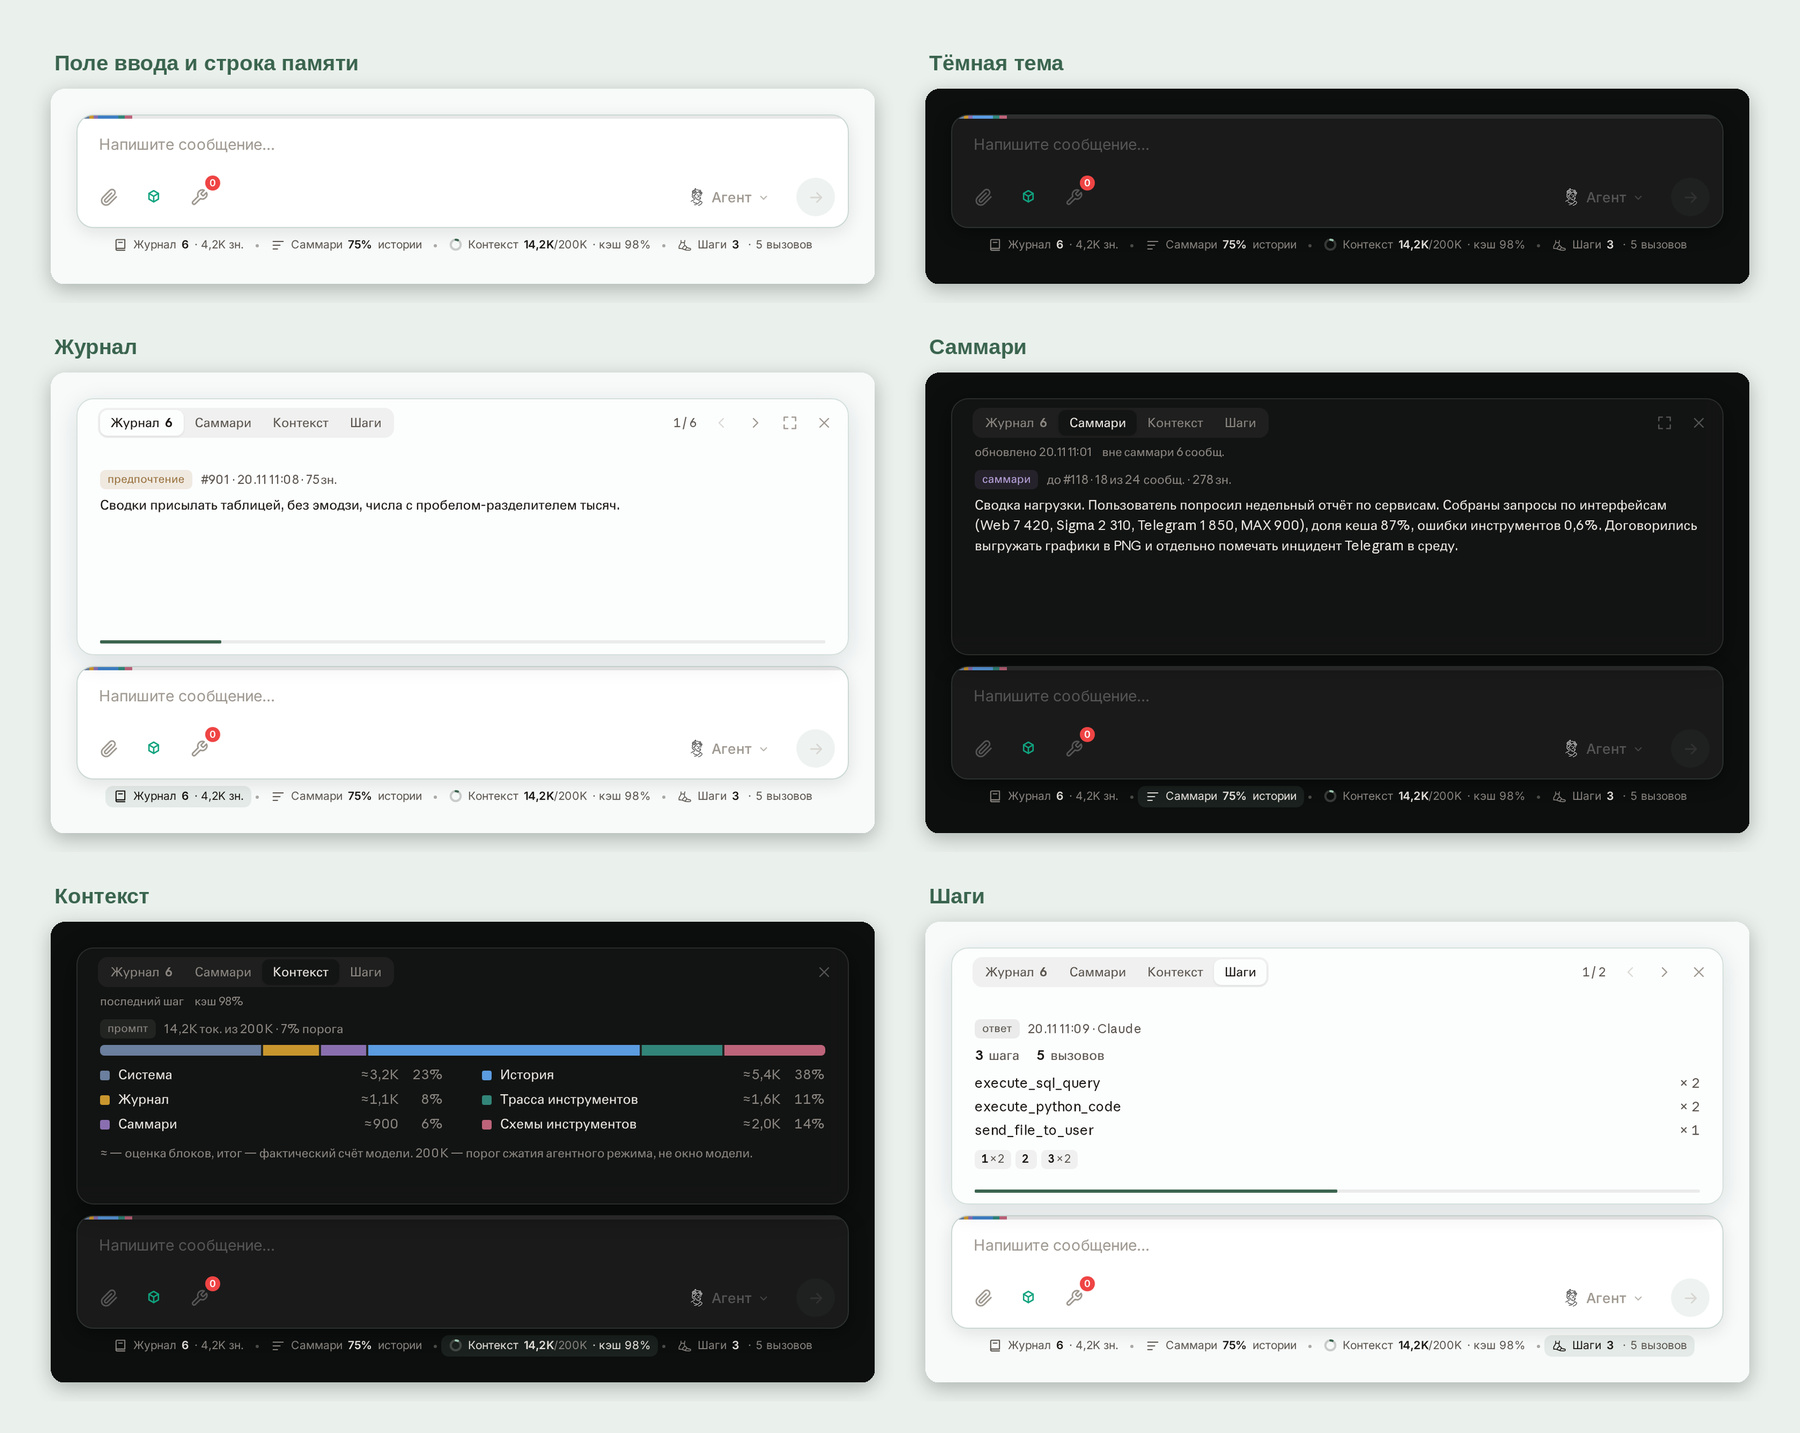 Поле ввода и строка памяти
Напишите сообщение...
0
Агент
Журнал 6 · 4,2K зн. • Саммари 75% истории • Контекст 14,2K/200K · кэш 98% • Шаги 3 · 5 вызовов
Тёмная тема
Напишите сообщение...
0
Агент
Журнал 6 · 4,2K зн. • Саммари 75% истории • Контекст 14,2K/200K · кэш 98% • Шаги 3 · 5 вызовов
Журнал
Журнал 6 Саммари Контекст Шаги 1/6
предпочтение #901 · 20.11 11:08 · 75 зн.
Сводки присылать таблицей, без эмодзи, числа с пробелом-разделителем тысяч.
Напишите сообщение...
0
Агент
Журнал 6 · 4,2K зн. • Саммари 75% истории • Контекст 14,2K/200K · кэш 98% • Шаги 3 · 5 вызовов
Саммари
Журнал 6 Саммари Контекст Шаги
обновлено 20.11 11:01 вне саммари 6 сообщ.
саммари до #118 · 18 из 24 сообщ. · 278 зн.
Сводка нагрузки. Пользователь попросил недельный отчёт по сервисам. Собраны запросы по интерфейсам
(Web 7 420, Sigma 2 310, Telegram 1 850, MAX 900), доля кеша 87%, ошибки инструментов 0,6%. Договорились
выгружать графики в PNG и отдельно помечать инцидент Telegram в среду.
Напишите сообщение...
0
Агент
Журнал 6 · 4,2K зн. • Саммари 75% истории • Контекст 14,2K/200K · кэш 98% • Шаги 3 · 5 вызовов
Контекст
Журнал 6 Саммари Контекст Шаги
последний шаг кэш 98%
промпт 14,2K ток. из 200K · 7% порога
Система ≈3,2K 23% История ≈5,4K 38%
Журнал ≈1,1K 8% Трасса инструментов ≈1,6K 11%
Саммари ≈900 6% Схемы инструментов ≈2,0K 14%
≈ — оценка блоков, итог — фактический счёт модели. 200K — порог сжатия агентного режима, не окно модели.
Напишите сообщение...
0
Агент
Журнал 6 · 4,2K зн. • Саммари 75% истории • Контекст 14,2K/200K · кэш 98% • Шаги 3 · 5 вызовов
Шаги
Журнал 6 Саммари Контекст Шаги 1/2
ответ 20.11 11:09 · Claude
3 шага 5 вызовов
execute_sql_query × 2
execute_python_code × 2
send_file_to_user × 1
1×2 2 3×2
Напишите сообщение...
0
Агент
Журнал 6 · 4,2K зн. • Саммари 75% истории • Контекст 14,2K/200K · кэш 98% • Шаги 3 · 5 вызовов